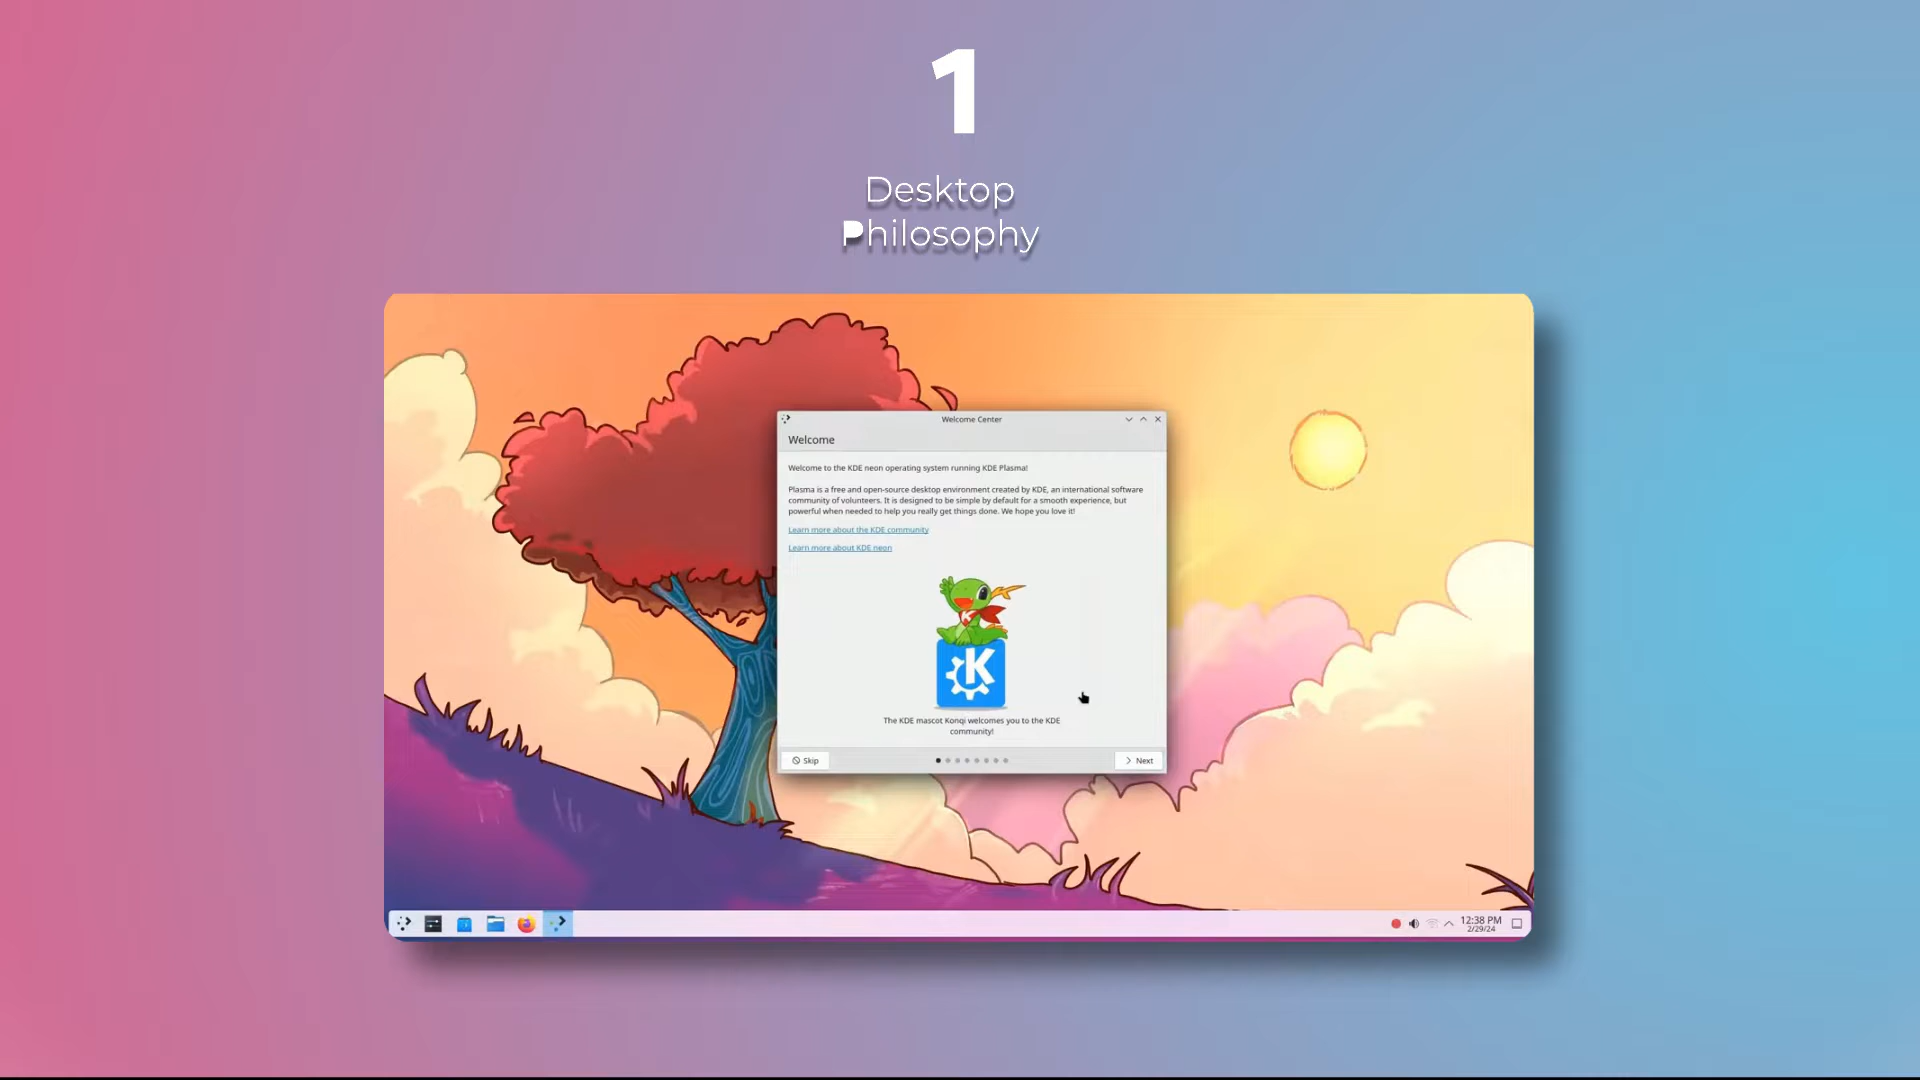 1
Desktop
Philosophy
Welcome Center
Welcome
Welcome to the KDE neon operating system running KDE Plasma!
Plasma is a free and open-source desktop environment created by KDE, an international software
community of volunteers. It is designed to be simple by default for a smooth experience, but
powerful when needed to help you really get things done. We hope you love it!
Learn more about the KDE community
Learn more about KDE neon
K
The KDE mascot Konqi welcomes you to the KDE
community!
Skip
Next
12:38 PM
2/29/24